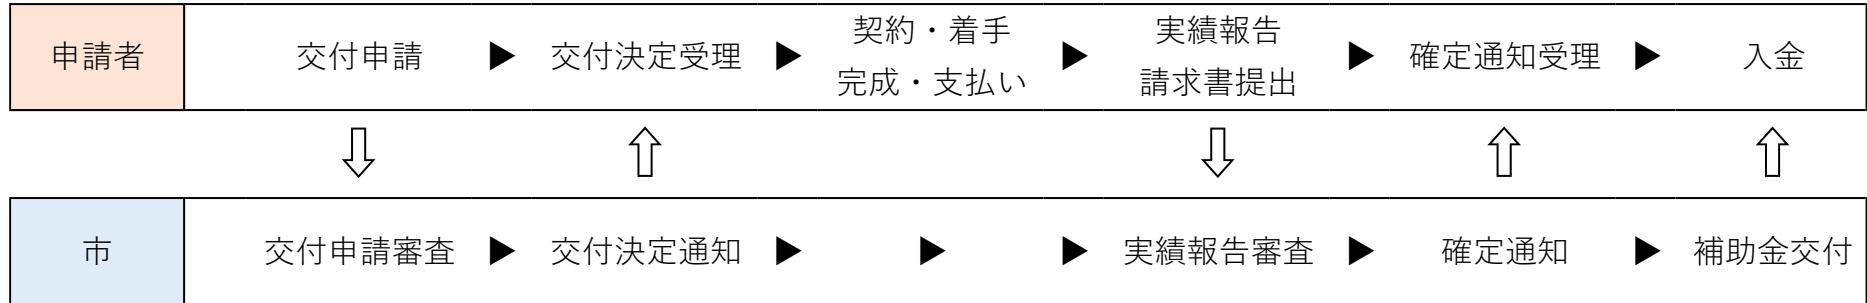 申請者 交付申請 ▶ 交付決定受理 ▶ 契約・着手 ▶ 実績報告 ▶ 確定通知受理 ▶ 入金
完成・支払い 請求書提出
⇩ ⇧ ⇩ ⇧ ⇧
市 交付申請審査 ▶ 交付決定通知 ▶ ▶ ▶ 実績報告審査 ▶ 確定通知 ▶ 補助金交付